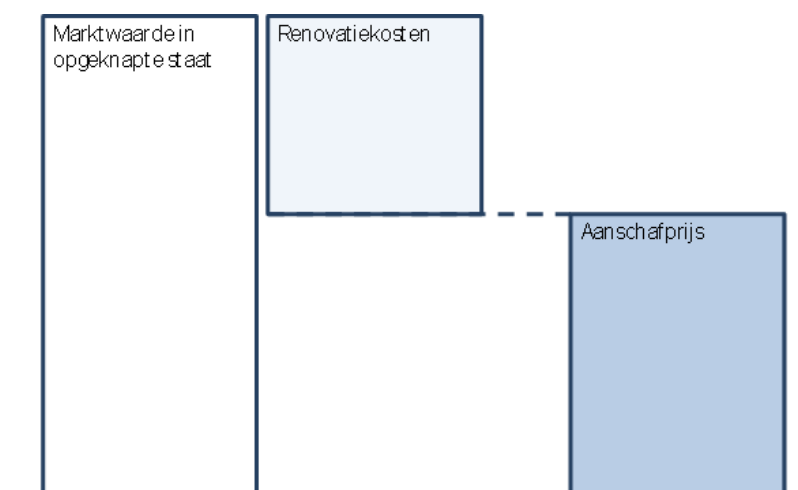 Marktwaarde in
opgeknapte staat
Renovatiekosten
Aanschafprijs